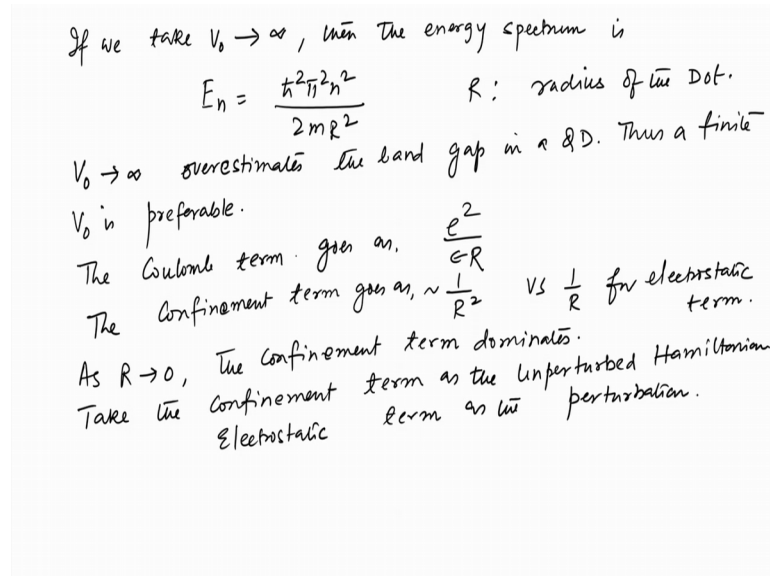 If we take V₀ → ∞, then the energy spectrum is
Eₙ = ħ²π²n² / 2mR² R: radius of the Dot.
V₀ → ∞ overestimates the band gap in a QD. Thus a finite
V₀ is preferable.
The Coulomb term goes as, e² / ϵR
The Confinement term goes as, ~ 1/R² vs 1/R for electrostatic term.
As R → 0, The confinement term dominates.
Take the confinement term as the Unperturbed Hamiltonian
Electrostatic term as the perturbation.